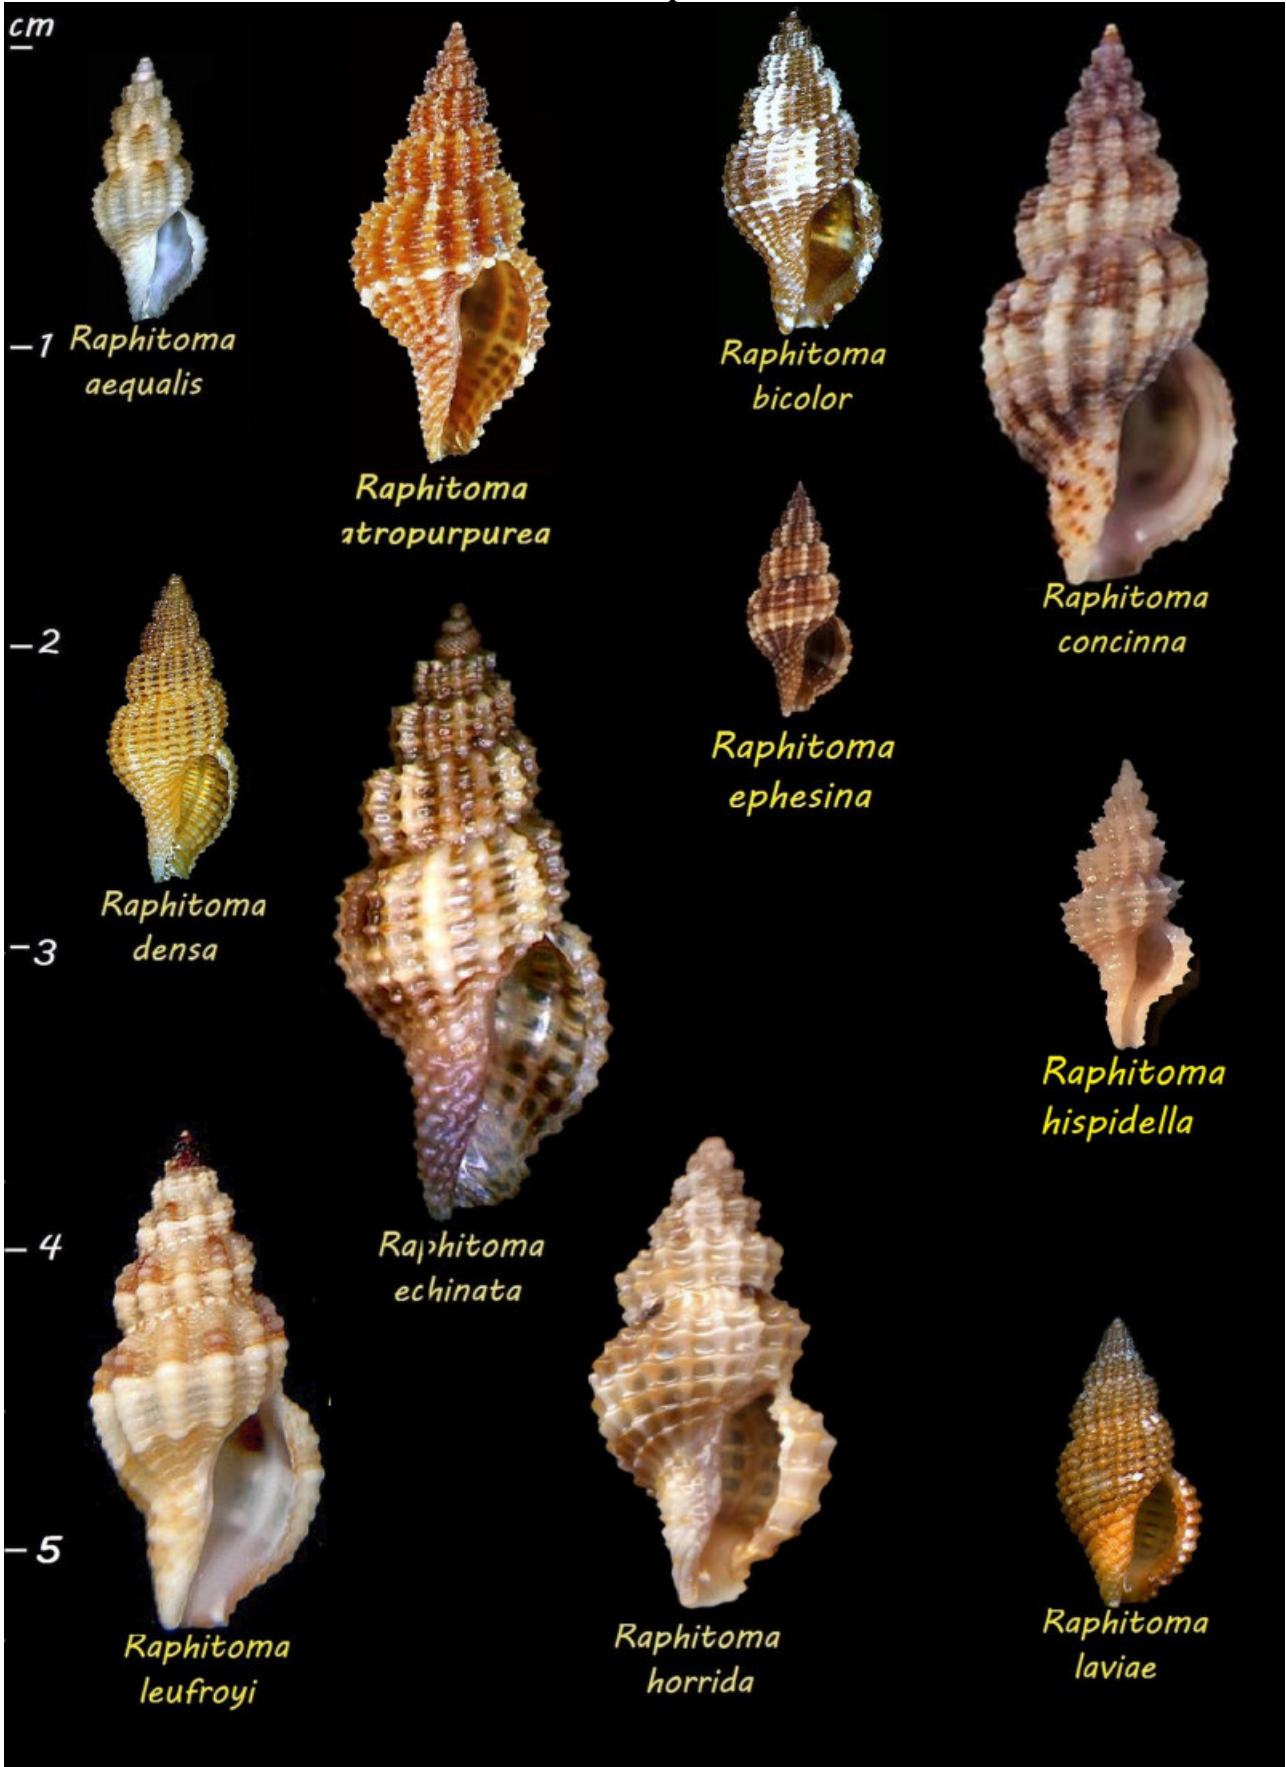 cm
Raphitoma
aequalis
Raphitoma
atropurpurea
Raphitoma
bicolor
Raphitoma
concinna
–1
–2
Raphitoma
densa
Raphitoma
echinata
Raphitoma
ephesina
Raphitoma
hispidella
–3
–4
–5
Raphitoma
leufroyi
Raphitoma
horrida
Raphitoma
laviae